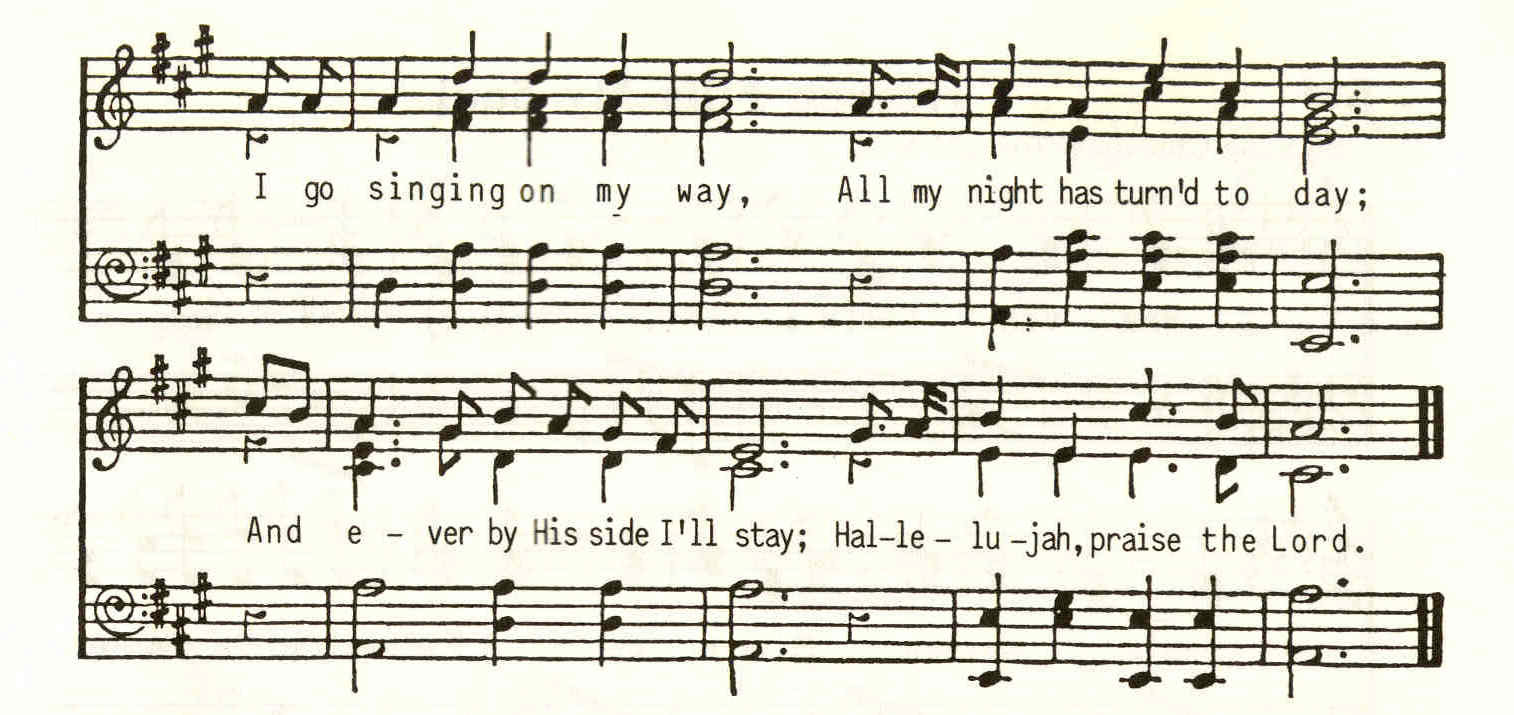 I go singing on my way, All my night has turn'd to day;
And e - ver by His side I'll stay; Hal-le - lu -jah, praise the Lord.